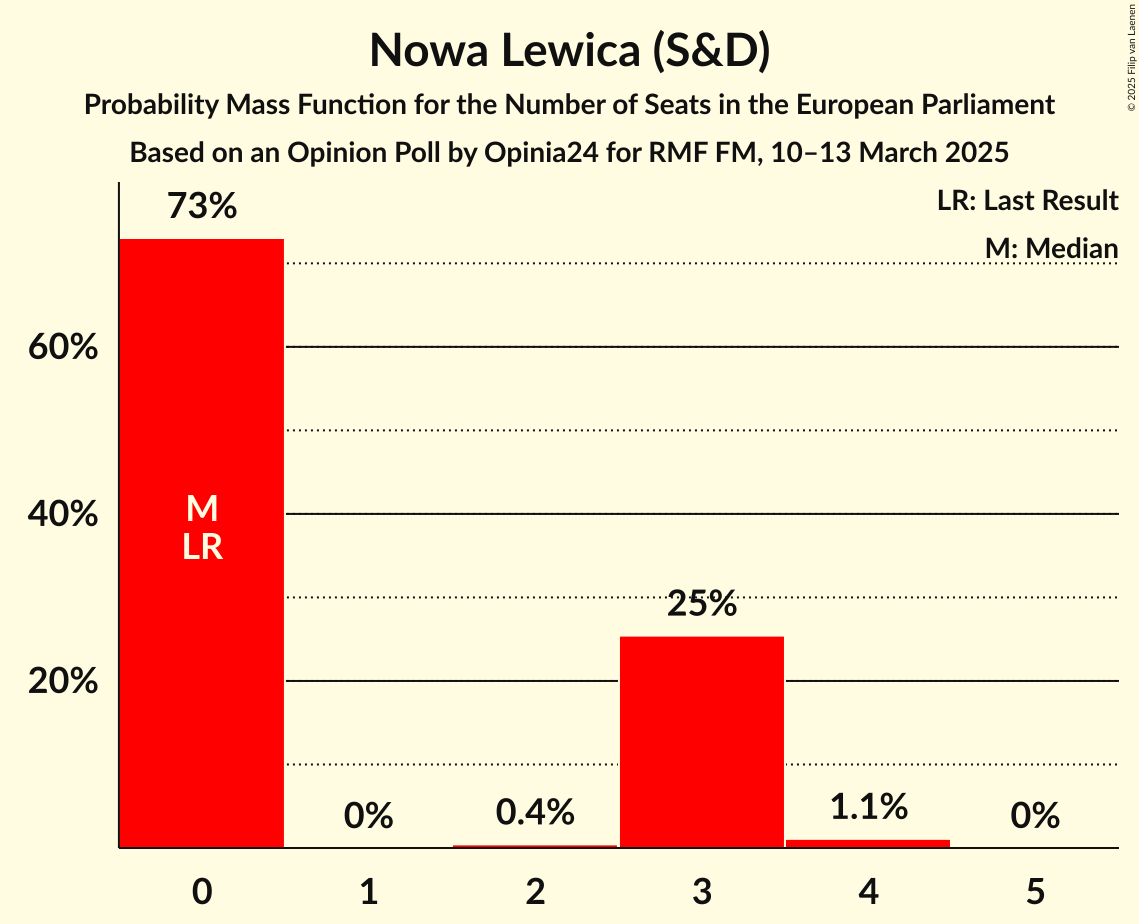 Nowa Lewica (S&D)
Probability Mass Function for the Number of Seats in the European Parliament
Based on an Opinion Poll by Opinia24 for RMF FM, 10–13 March 2025
© 2025 Filip van Laenen
LR: Last Result
M: Median
73%
60%
40%
20%
M
LR
0%
0.4%
25%
1.1%
0%
0 1 2 3 4 5